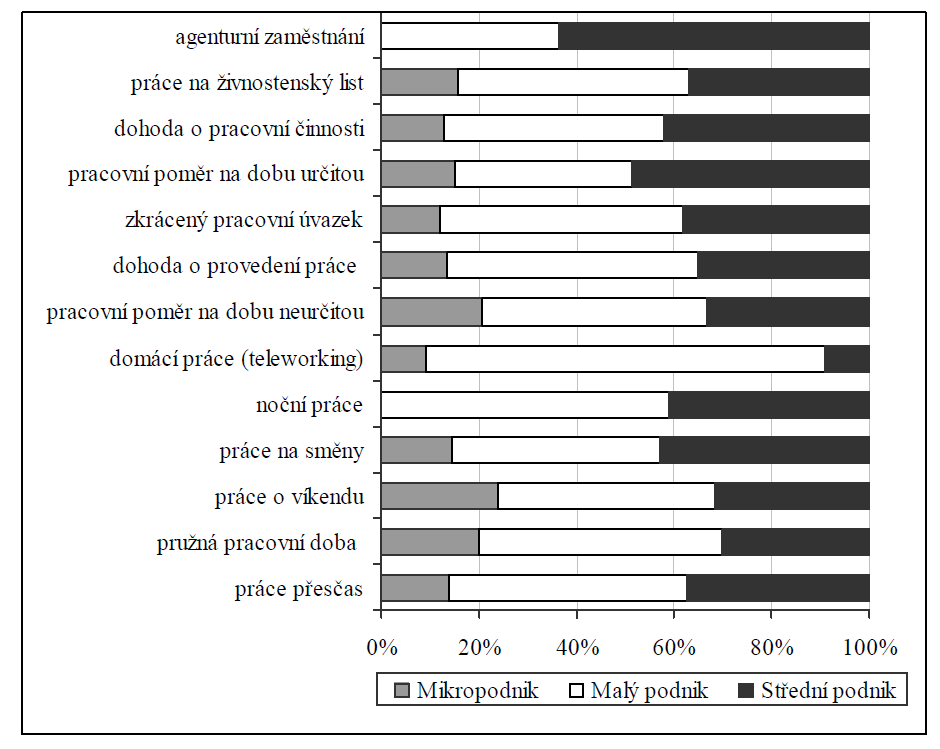 agenturní zaměstnání
práce na živnostenský list
dohoda o pracovní činnosti
pracovní poměr na dobu určitou
zkrácený pracovní úvazek
dohoda o provedení práce
pracovní poměr na dobu neurčitou
domácí práce (teleworking)
noční práce
práce na směny
práce o víkendu
pružná pracovní doba
práce přesčas
0% 20% 40% 60% 80% 100%
Mikropodnik Malý podnik Střední podnik